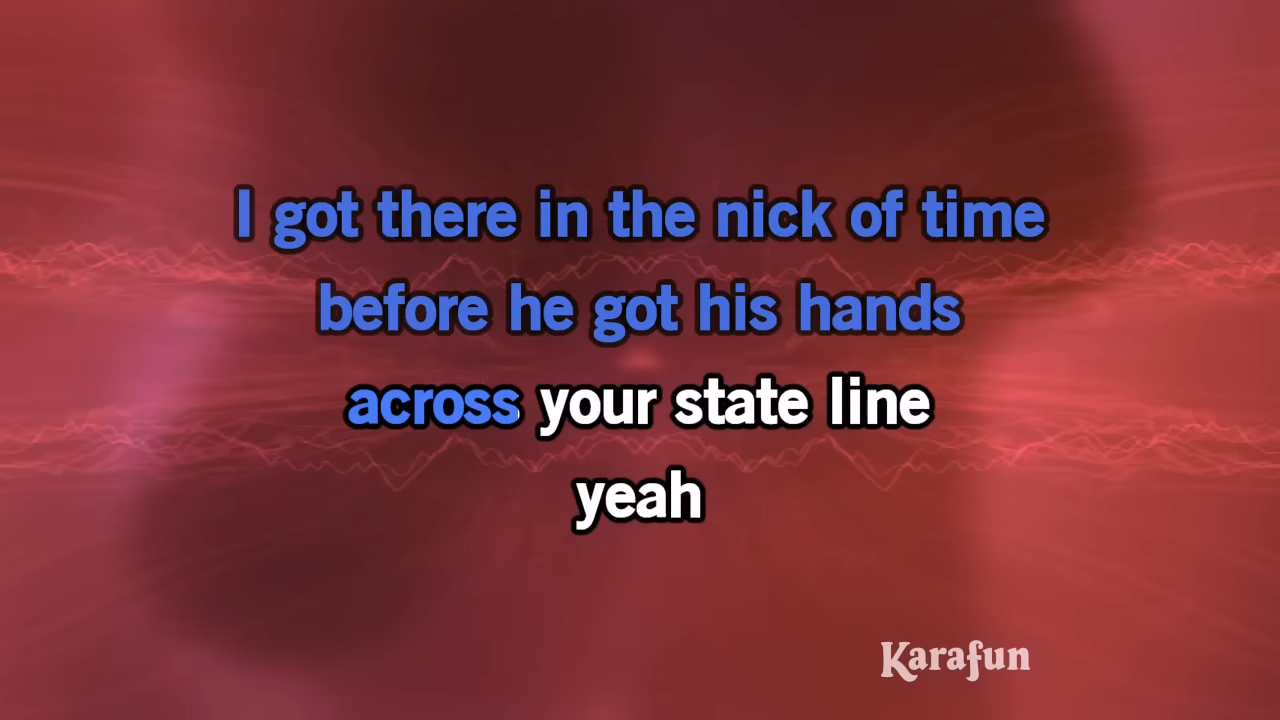 I got there in the nick of time
before he got his hands
across your state line
yeah
Karafun